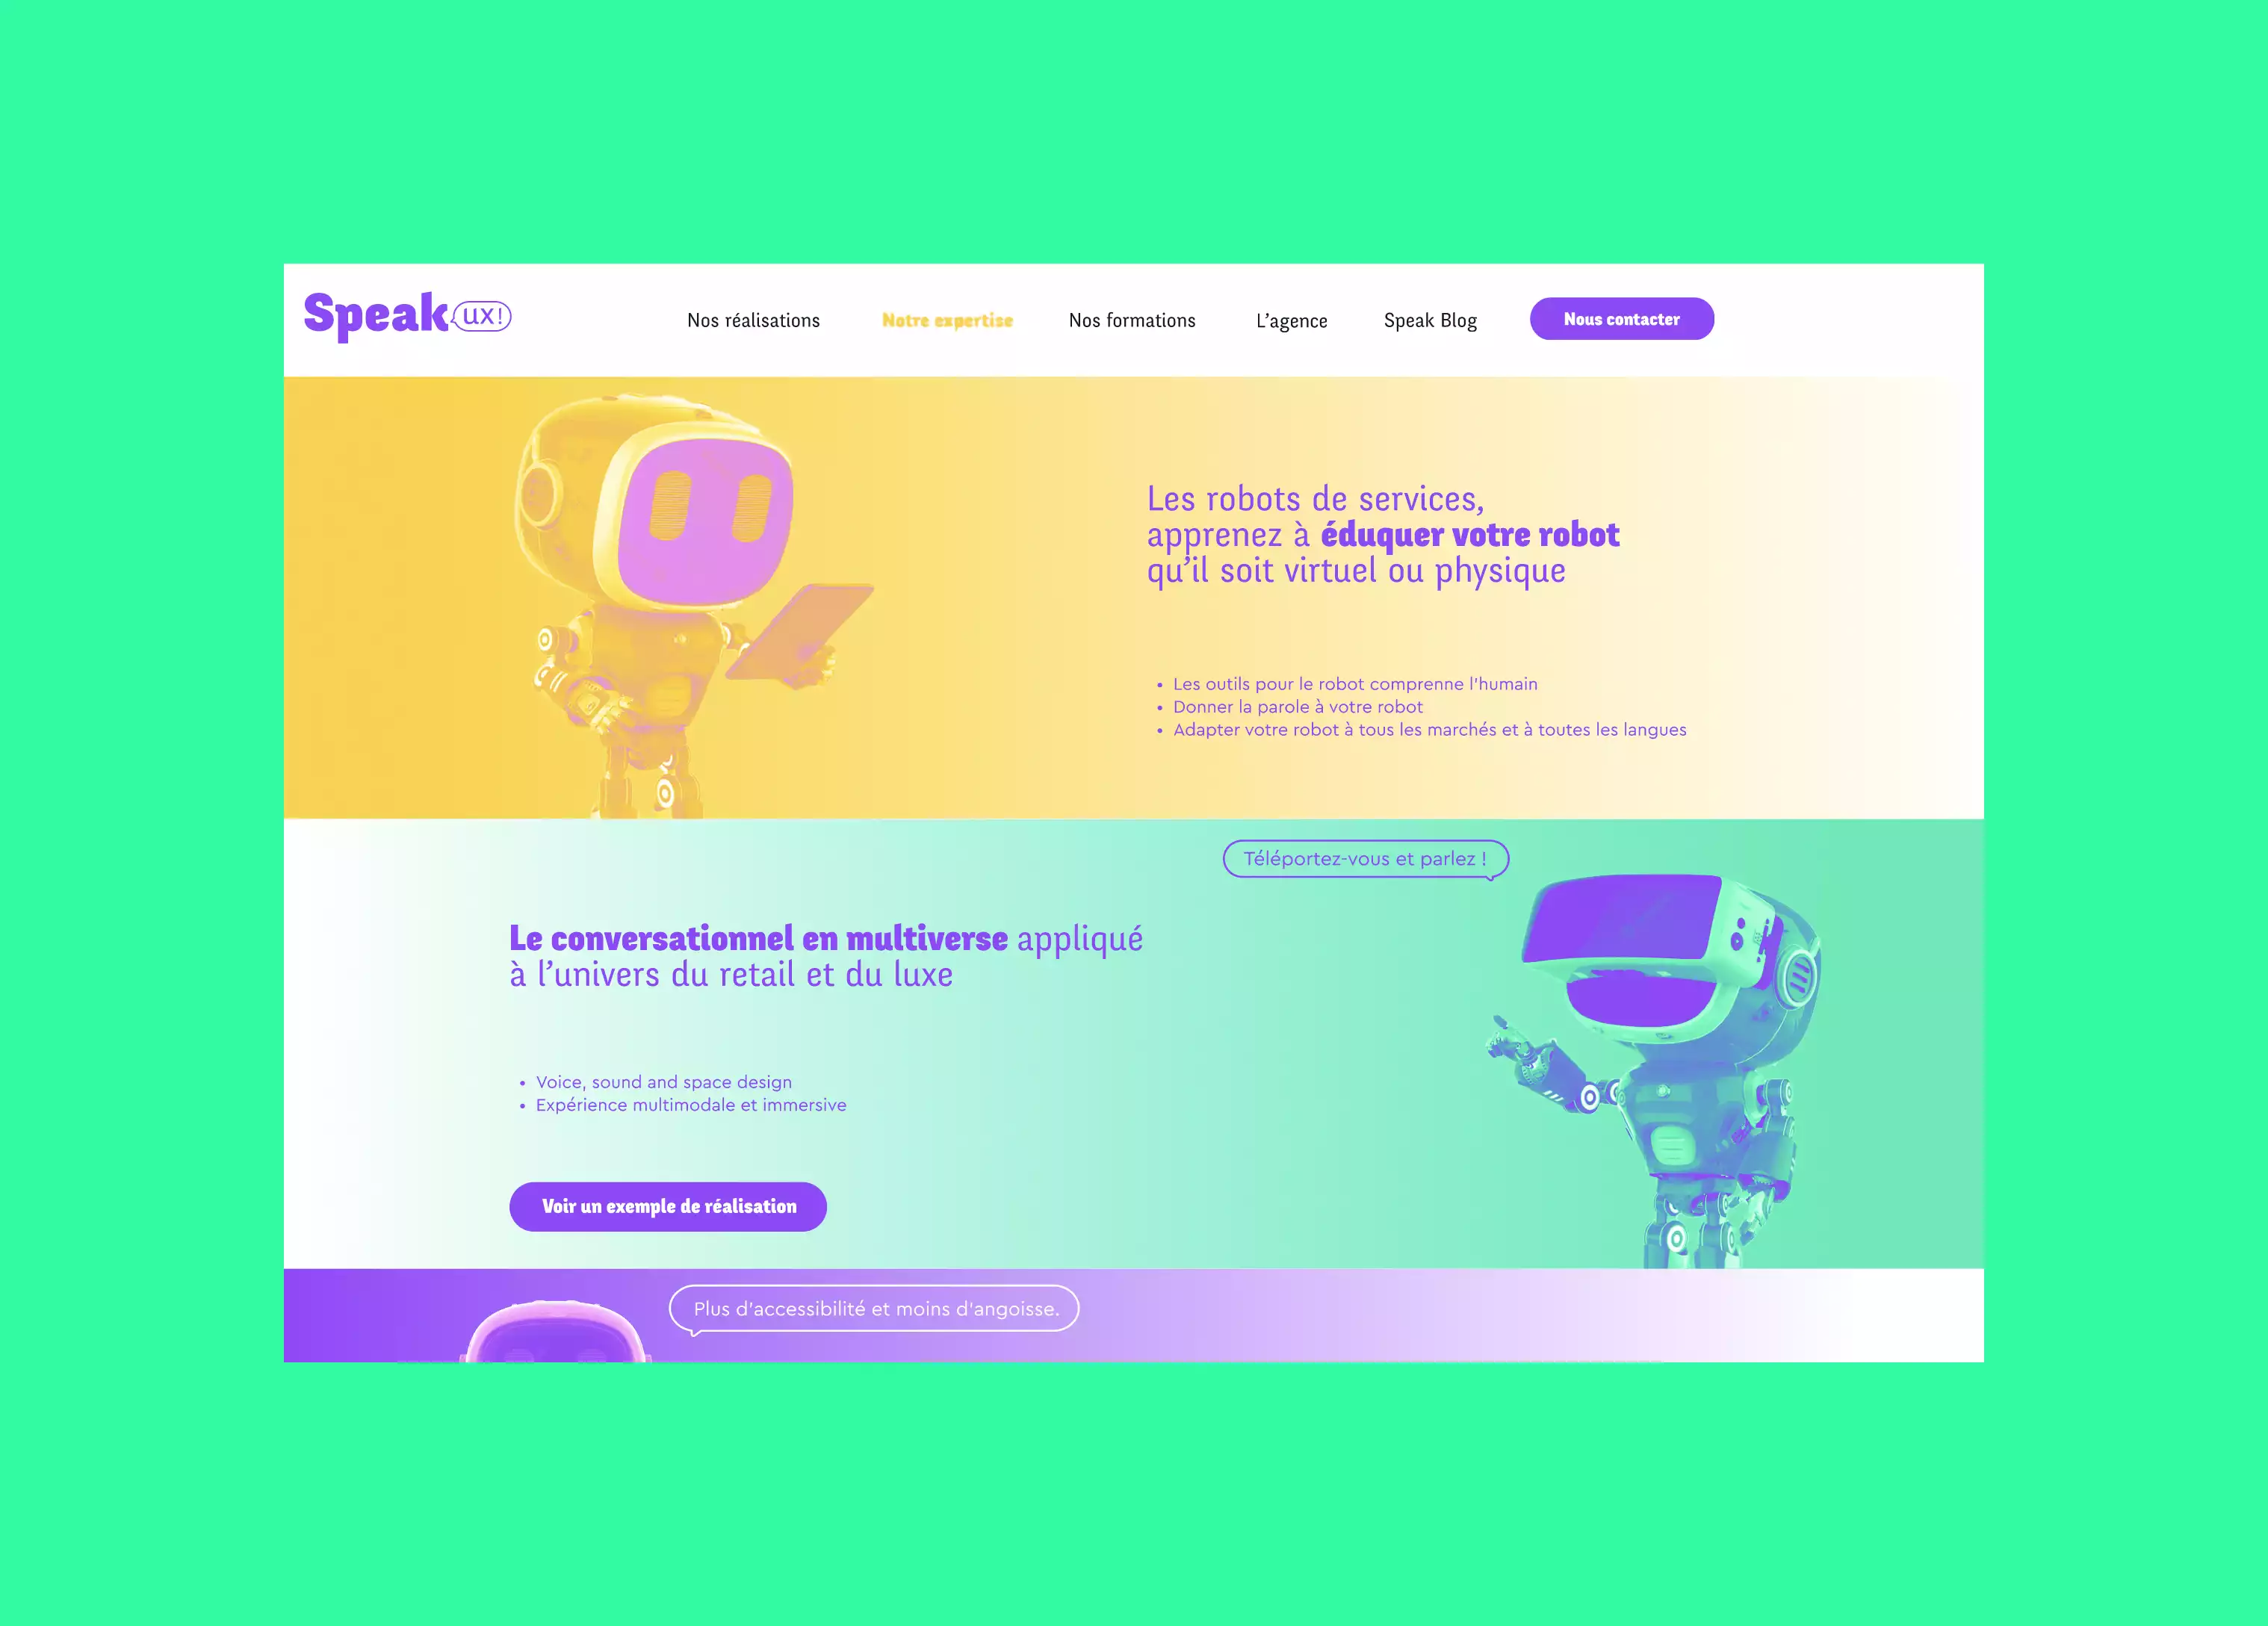 Speak ux!
Nos réalisations
Notre expertise
Nos formations
L’agence
Speak Blog
Nous contacter
Les robots de services,
apprenez à éduquer votre robot
qu’il soit virtuel ou physique
• Les outils pour le robot comprenne l'humain
• Donner la parole à votre robot
• Adapter votre robot à tous les marchés et à toutes les langues
Téléportez-vous et parlez !
Le conversationnel en multiverse appliqué
à l’univers du retail et du luxe
• Voice, sound and space design
• Expérience multimodale et immersive
Voir un exemple de réalisation
Plus d'accessibilité et moins d'angoisse.